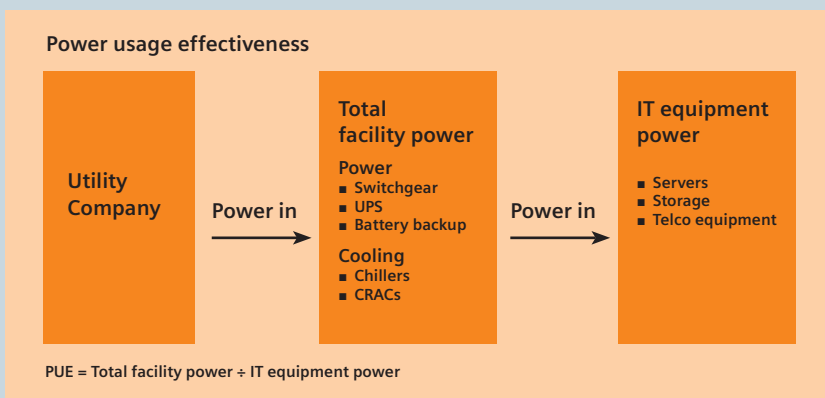 Power usage effectiveness
Utility
Company
Power in
Total
facility power
Power
▪ Switchgear
▪ UPS
▪ Battery backup
Cooling
▪ Chillers
▪ CRACs
Power in
IT equipment
power
▪ Servers
▪ Storage
▪ Telco equipment
PUE = Total facility power ÷ IT equipment power